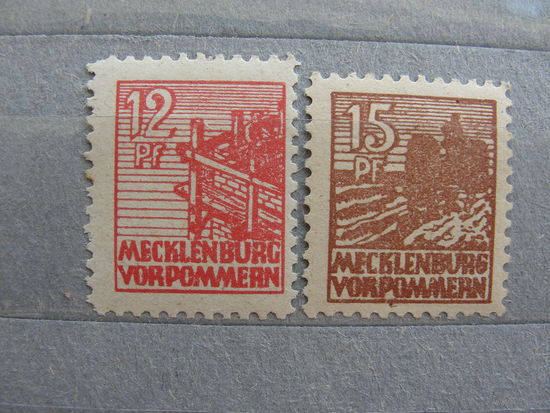 12
Pf
MECKLENBURG
VORPOMMERN
15
Pf
MECKLENBURG
VORPOMMERN